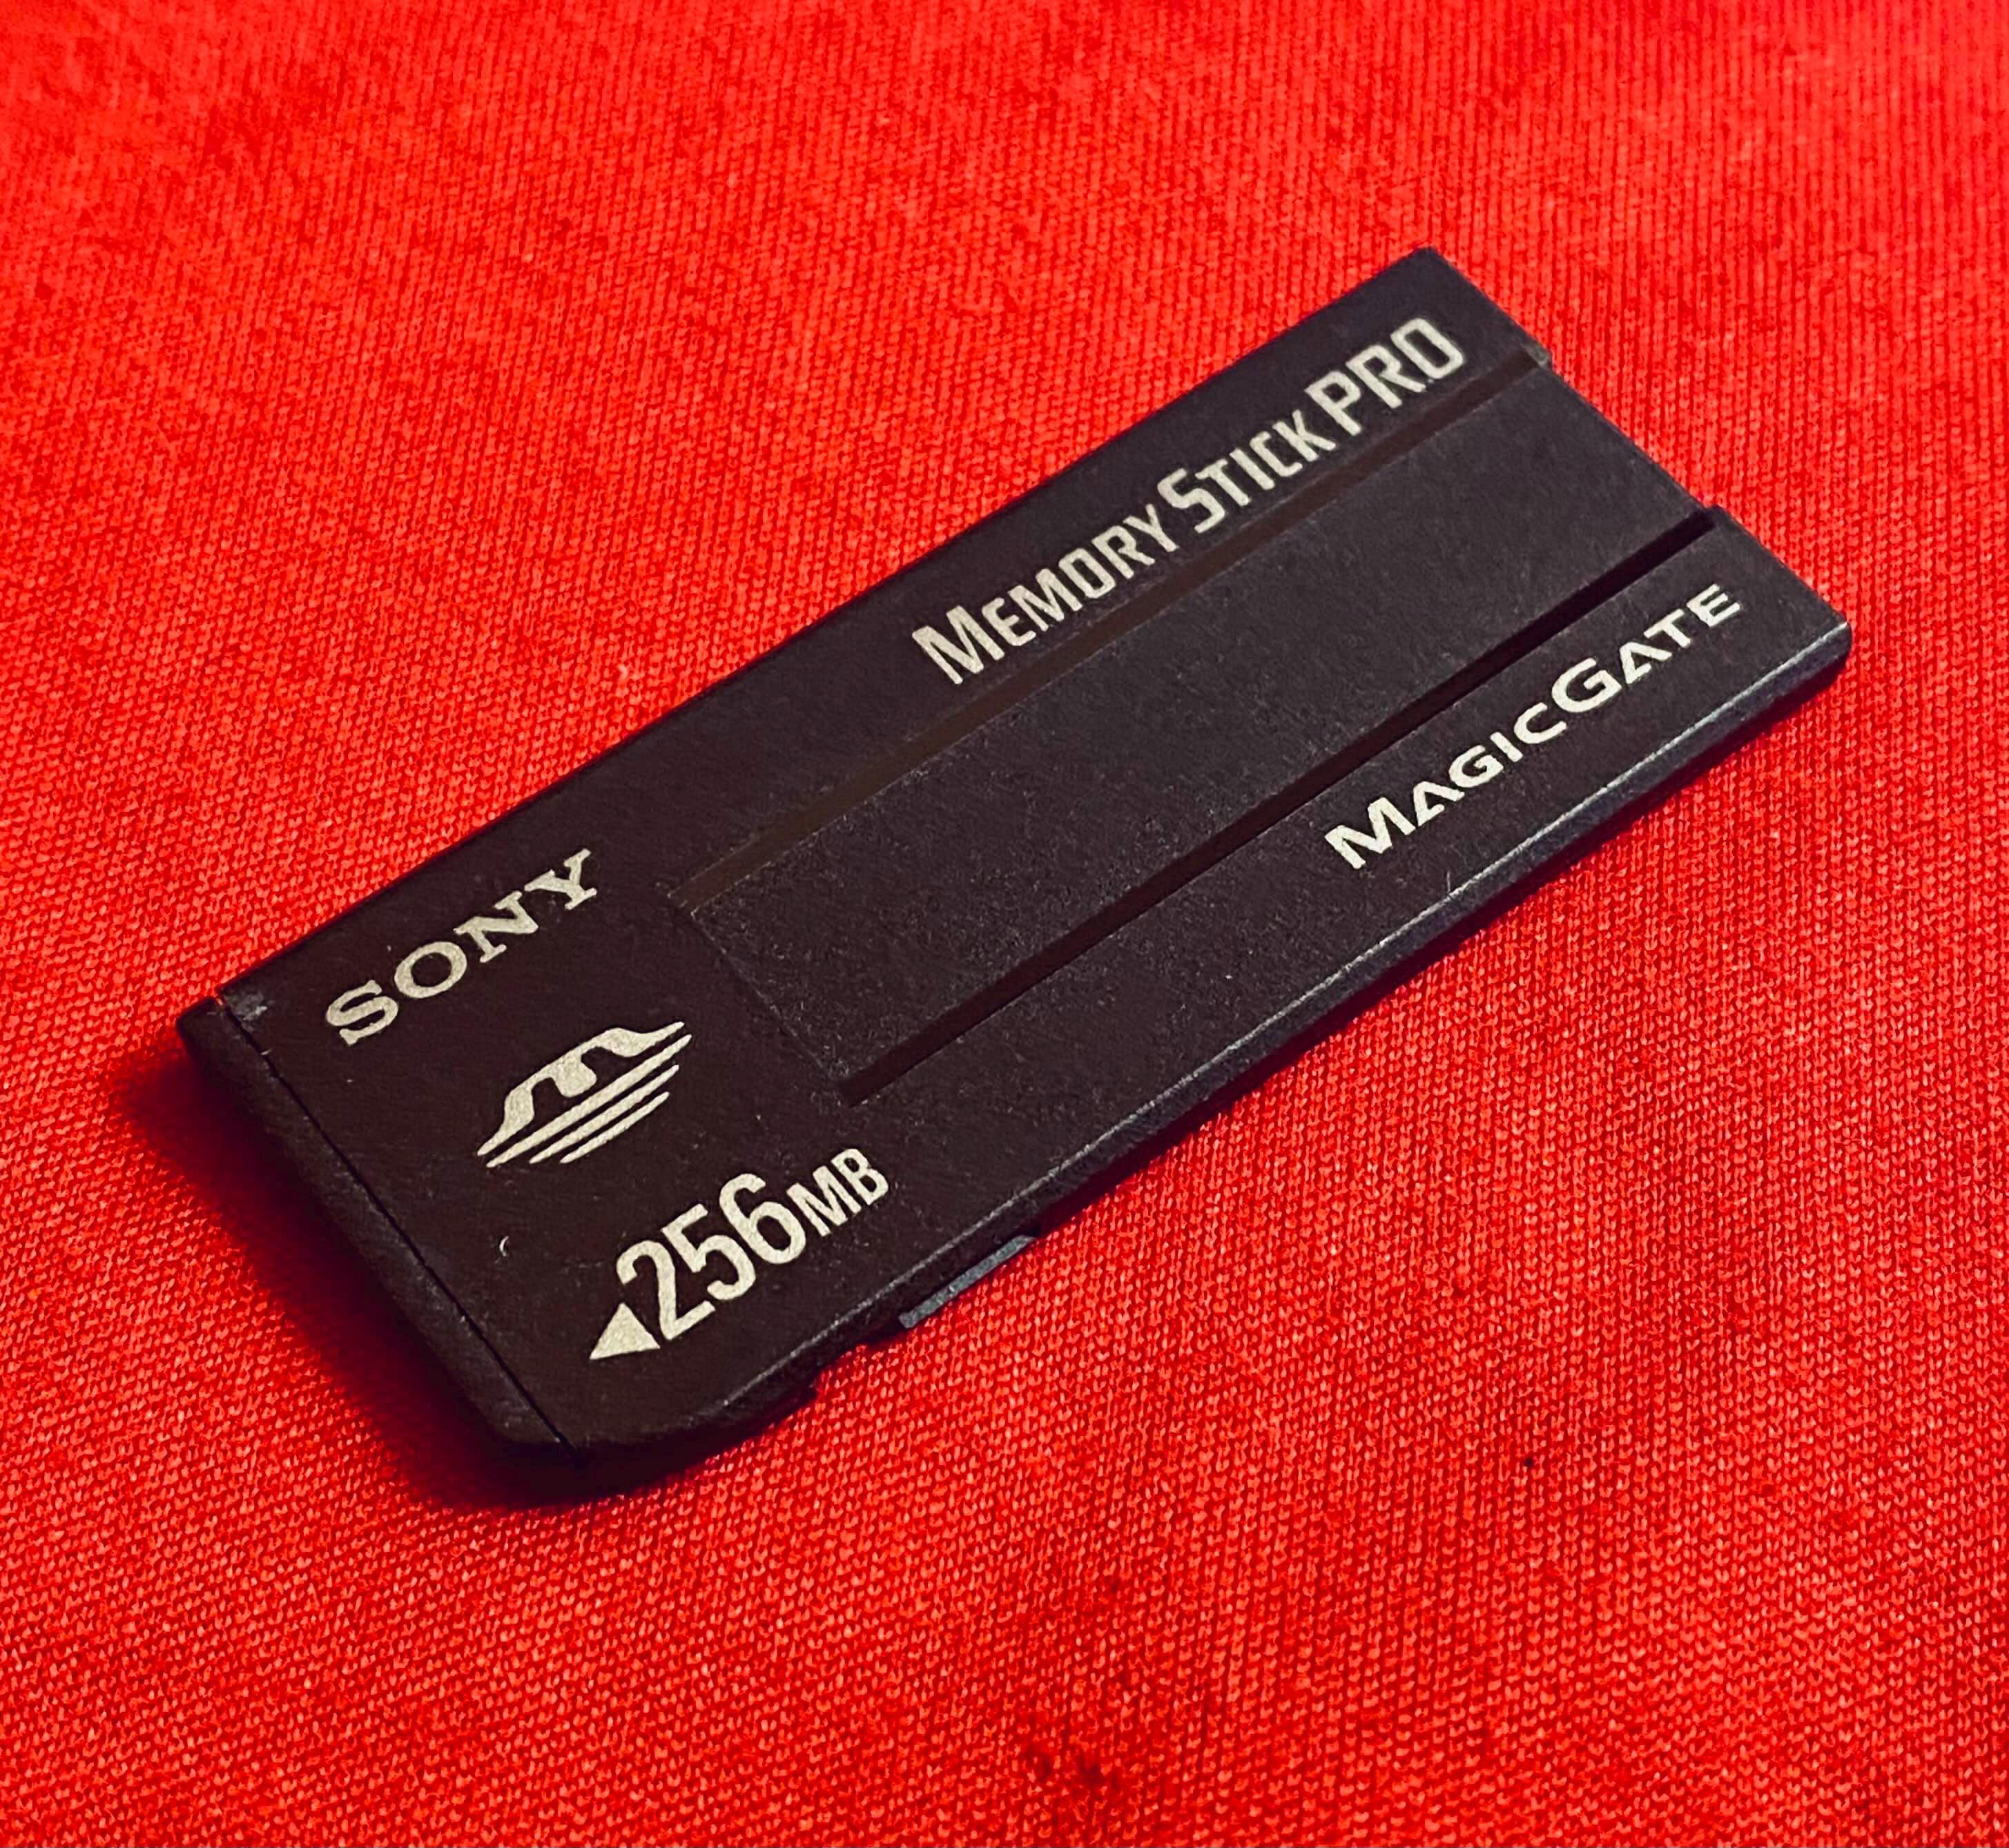 SONY
MEMORY STICK PRO
256MB
MAGICGATE